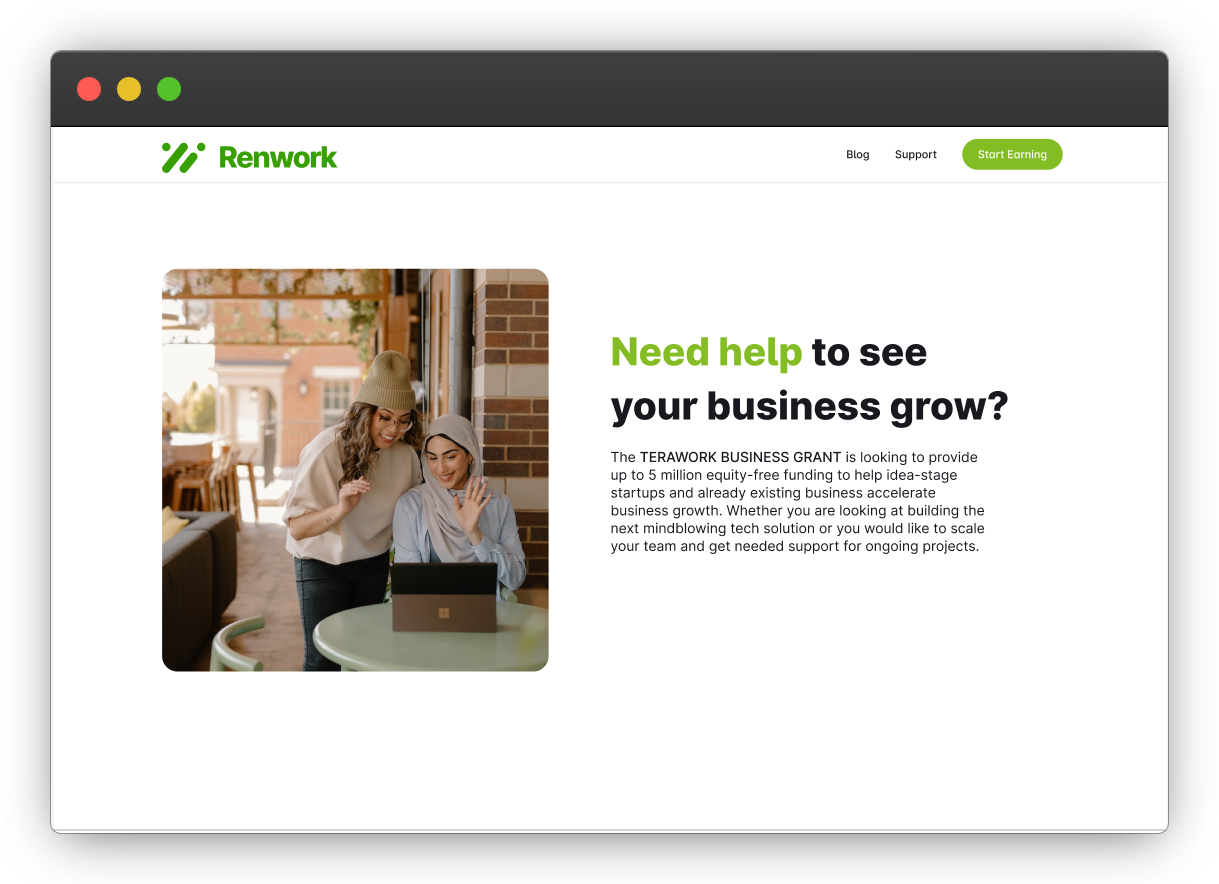 Renwork
Blog
Support
Start Earning
Need help to see
your business grow?
The TERAWORK BUSINESS GRANT is looking to provide
up to 5 million equity-free funding to help idea-stage
startups and already existing business accelerate
business growth. Whether you are looking at building the
next mindblowing tech solution or you would like to scale
your team and get needed support for ongoing projects.